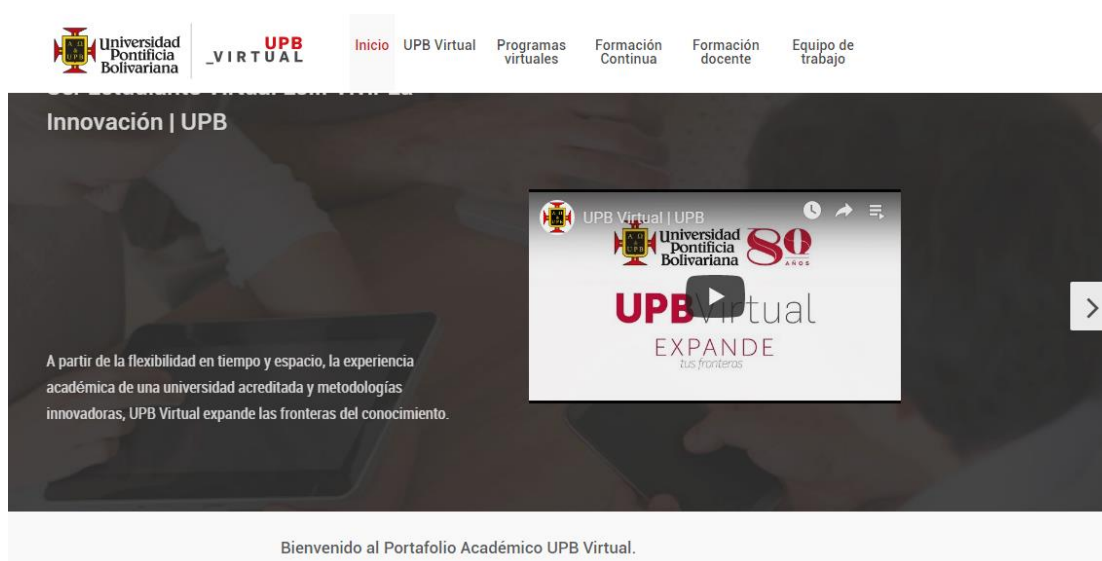 Universidad
Pontificia
Bolivariana
UPB
_VIRTUAL
Inicio
UPB Virtual
Programas
virtuales
Formación
Continua
Formación
docente
Equipo de
trabajo
Innovación | UPB
UPB Virtual | UPB
Universidad
Pontificia
Bolivariana
80
AÑOS
UPBVirtual
EXPANDE
tus fronteras
A partir de la flexibilidad en tiempo y espacio, la experiencia
académica de una universidad acreditada y metodologías
innovadoras, UPB Virtual expande las fronteras del conocimiento.
Bienvenido al Portafolio Académico UPB Virtual.